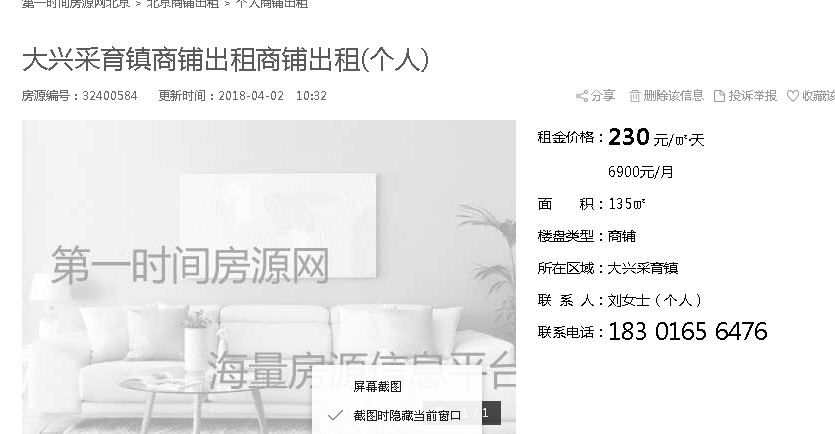 第一时间房源网北京 > 北京商铺出租 > 个人商铺出租
大兴采育镇商铺出租商铺出租(个人)
房源编号：32400584 更新时间：2018-04-02 10:32
分享 删除该信息 投诉举报 收藏该
租金价格：230 元/㎡·天
6900元/月
面 积：135㎡
楼盘类型：商铺
所在区域：大兴采育镇
联 系 人：刘女士（个人）
联系电话：183 0165 6476
第一时间房源网
海量房源信息平台
屏幕截图
截图时隐藏当前窗口
1 / 1